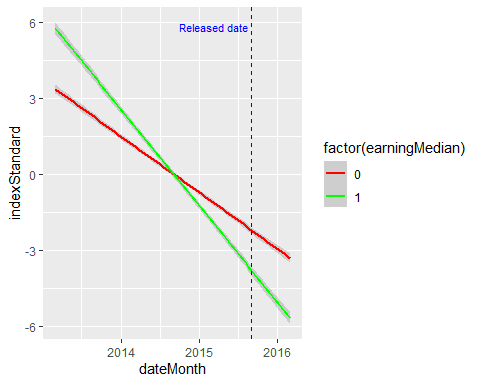 Released date
6
3
0
-3
-6
indexStandard
2014
2015
2016
dateMonth
factor(earningMedian)
0
1